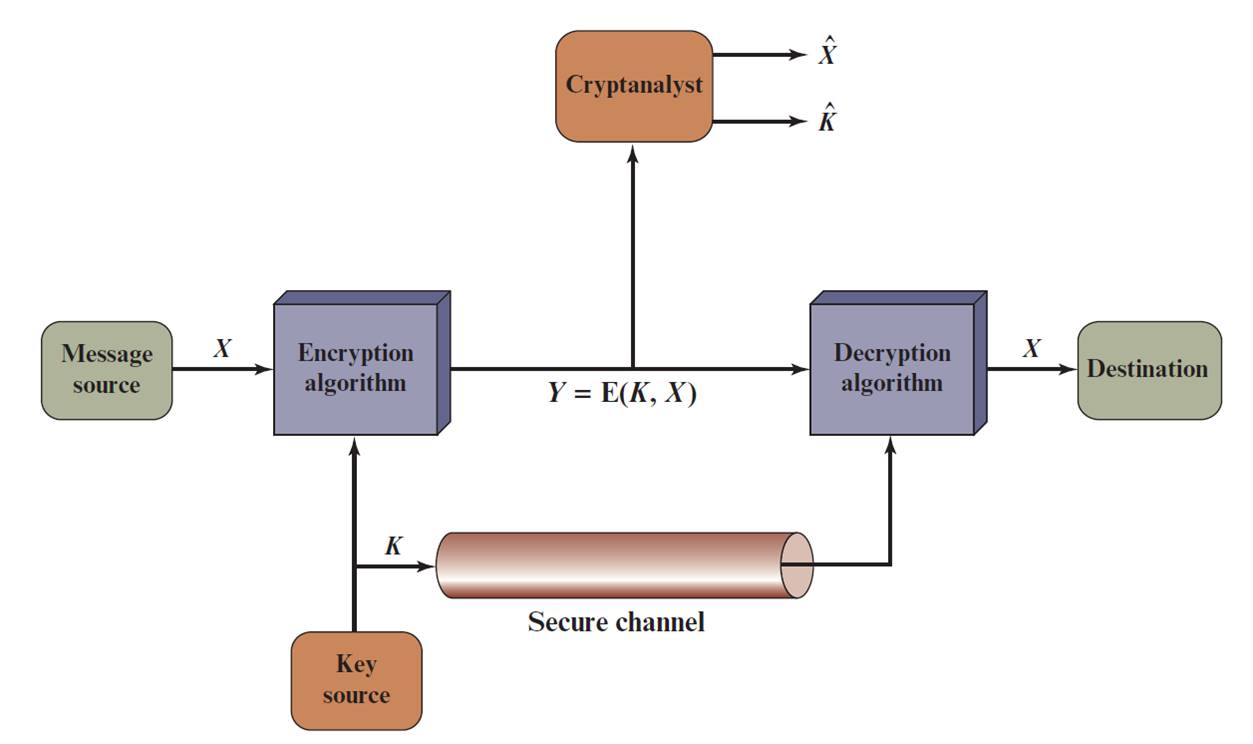 Cryptanalyst
X̂
K̂
Message
source
X
Encryption
algorithm
Y = E(K, X)
Decryption
algorithm
X
Destination
K
Secure channel
Key
source